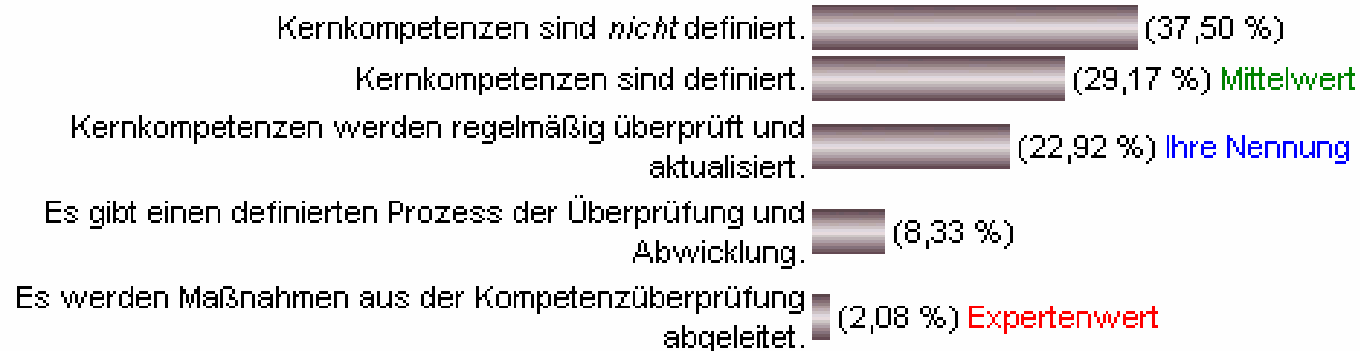 Kernkompetenzen sind nicht definiert. (37,50 %)
Kernkompetenzen sind definiert. (29,17 %) Mittelwert
Kernkompetenzen werden regelmäßig überprüft und
aktualisiert. (22,92 %) Ihre Nennung
Es gibt einen definierten Prozess der Überprüfung und
Abwicklung. (8,33 %)
Es werden Maßnahmen aus der Kompetenzüberprüfung
abgeleitet. (2,08 %) Expertenwert